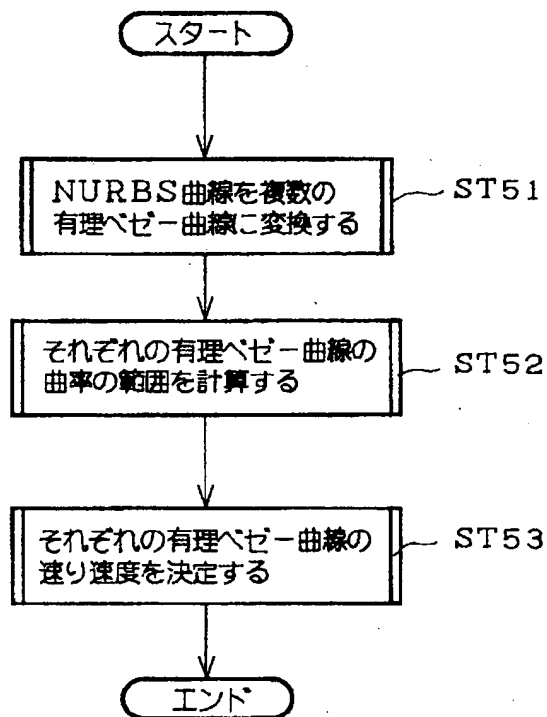 スタート
NURBS曲線を複数の
有理ベゼー曲線に変換する
ST51
それぞれの有理ベゼー曲線の
曲率の範囲を計算する
ST52
それぞれの有理ベゼー曲線の
速り速度を決定する
ST53
エンド